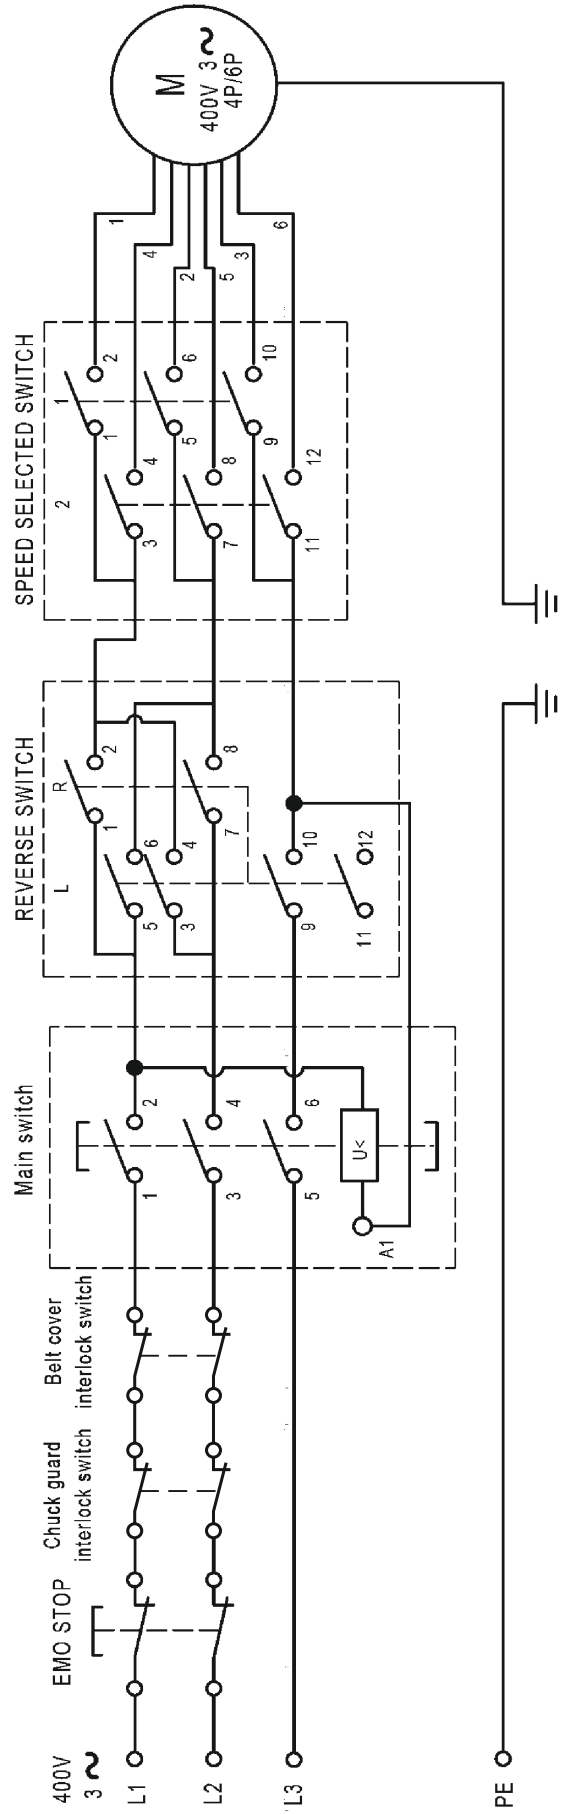 M
400V 3~
4P/6P
1
4
2
5
3
6
SPEED SELECTED SWITCH
1
2
2
6
10
1
5
9
4
8
12
3
7
11
REVERSE SWITCH
R
L
2
8
1
7
6
4
10
12
5
3
9
11
Main switch
2
4
6
1
3
5
U<
A1
Belt cover
interlock switch
Chuck guard
interlock switch
EMO STOP
400V
3~
L1
L2
L3
PE